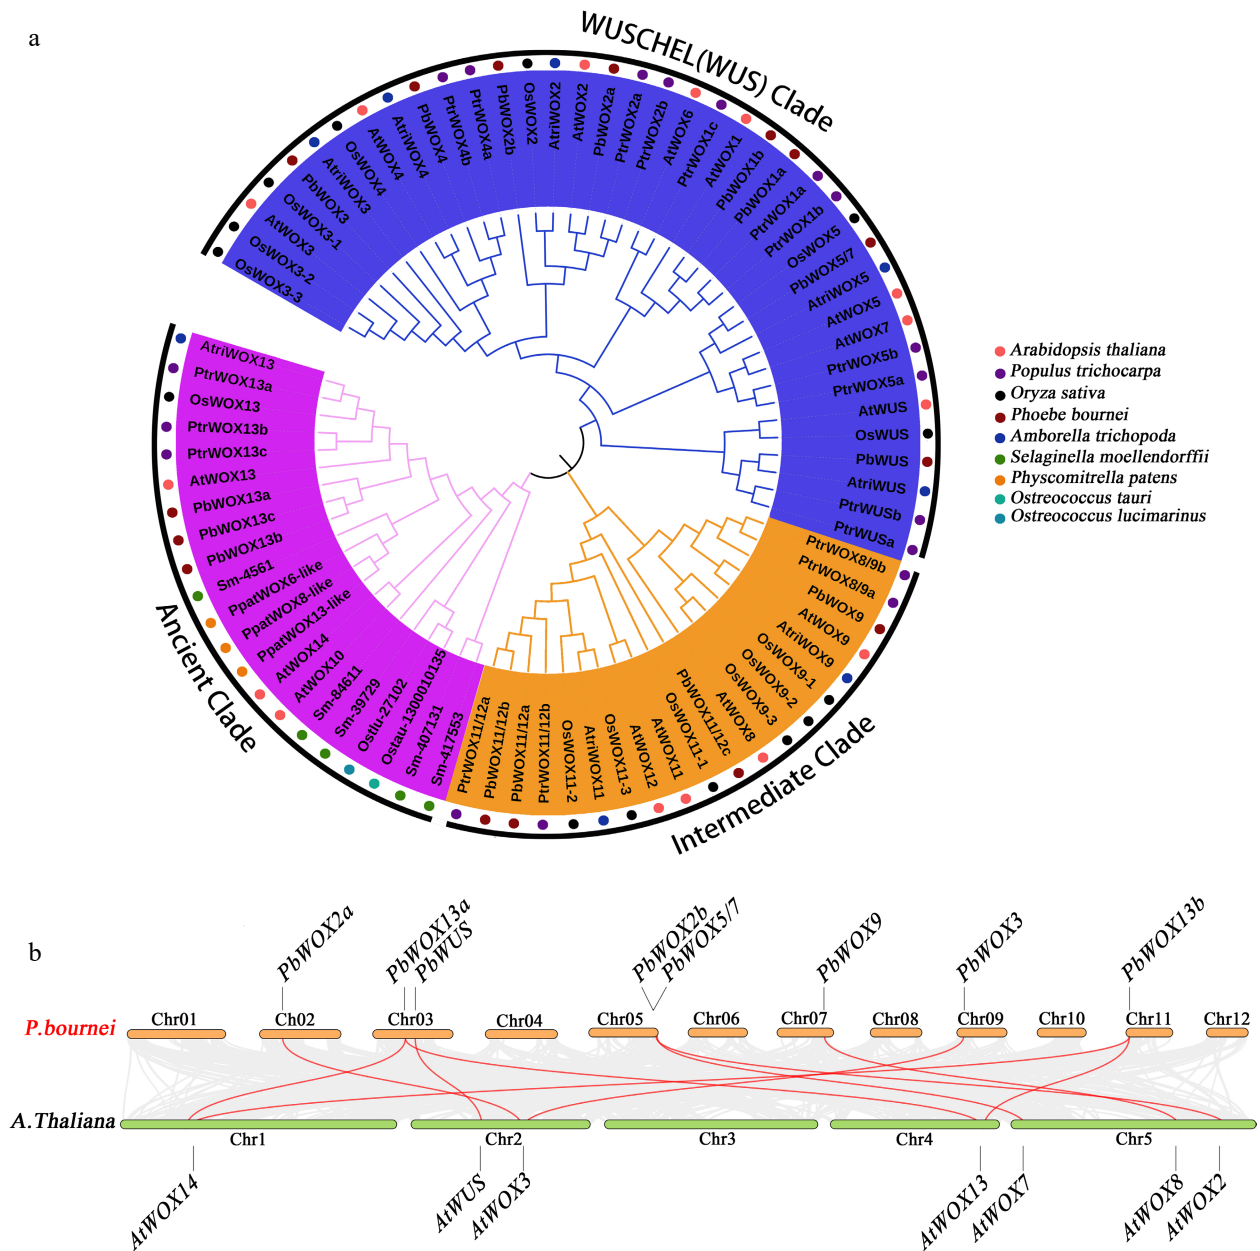 a
WUSCHEL(WUS) Clade
OsWOX3-3
OsWOX3-2
AtWOX3
OsWOX3-1
PbWOX3
AtriWOX3
OsWOX4
AtWOX4
AtriWOX4
PbWOX4
PtrWOX4b
PtrWOX4a
PbWOX2b
OsWOX2
AtriWOX2
AtWOX2
PbWOX2a
PtrWOX2a
PtrWOX2b
AtWOX6
PtrWOX1c
AtWOX1
PbWOX1b
PbWOX1a
PtrWOX1a
PtrWOX1b
OsWOX5
PbWOX5/7
AtriWOX5
AtWOX5
AtWOX7
PtrWOX5b
PtrWOX5a
AtWUS
OsWUS
PbWUS
AtriWUS
PtrWUSb
PtrWUSa
PtrWOX8/9b
PtrWOX8/9a
PbWOX9
AtWOX9
AtriWOX9
OsWOX9-1
OsWOX9-2
OsWOX9-3
AtWOX8
PbWOX11/12c
OsWOX11-1
AtWOX11
AtWOX12
OsWOX11-3
AtriWOX11
OsWOX11-2
PtrWOX11/12b
PbWOX11/12a
PbWOX11/12b
PtrWOX11/12a
Intermediate Clade
Sm-417553
Sm-407131
Ostau-1300010135
Ostlu-27102
Sm-39729
Sm-84611
AtWOX10
AtWOX14
PpatWOX13-like
PpatWOX8-like
PpatWOX6-like
Sm-4561
PbWOX13b
PbWOX13c
PbWOX13a
AtWOX13
PtrWOX13c
PtrWOX13b
OsWOX13
PtrWOX13a
AtriWOX13
Ancient Clade
Arabidopsis thaliana
Populus trichocarpa
Oryza sativa
Phoebe bournei
Amborella trichopoda
Selaginella moellendorffii
Physcomitrella patens
Ostreococcus tauri
Ostreococcus lucimarinus
b
PbWOX2a
PbWOX13a
PbWUS
PbWOX2b
PbWOX5/7
PbWOX9
PbWOX3
PbWOX13b
P.bournei
Chr01
Ch02
Chr03
Chr04
Chr05
Chr06
Chr07
Chr08
Chr09
Chr10
Chr11
Chr12
A.Thaliana
Chr1
Chr2
Chr3
Chr4
Chr5
AtWOX14
AtWUS
AtWOX3
AtWOX13
AtWOX7
AtWOX8
AtWOX2